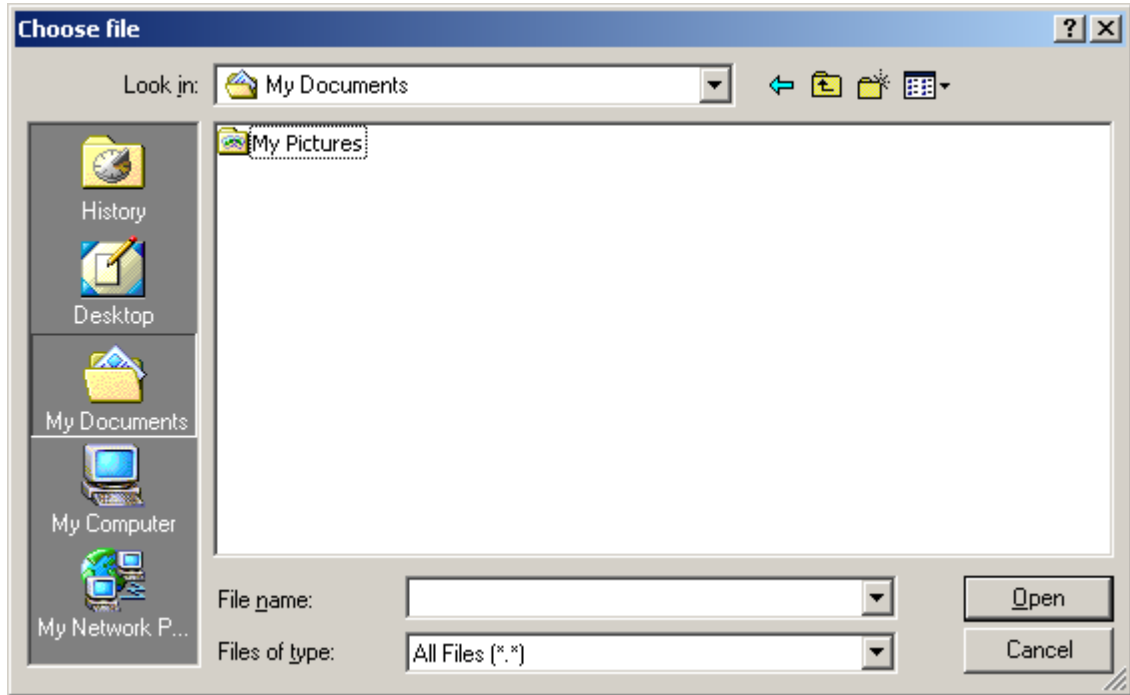 Choose file
Look in: My Documents
My Pictures
History
Desktop
My Documents
My Computer
My Network P...
File name:
Open
Files of type: All Files (*.*)
Cancel